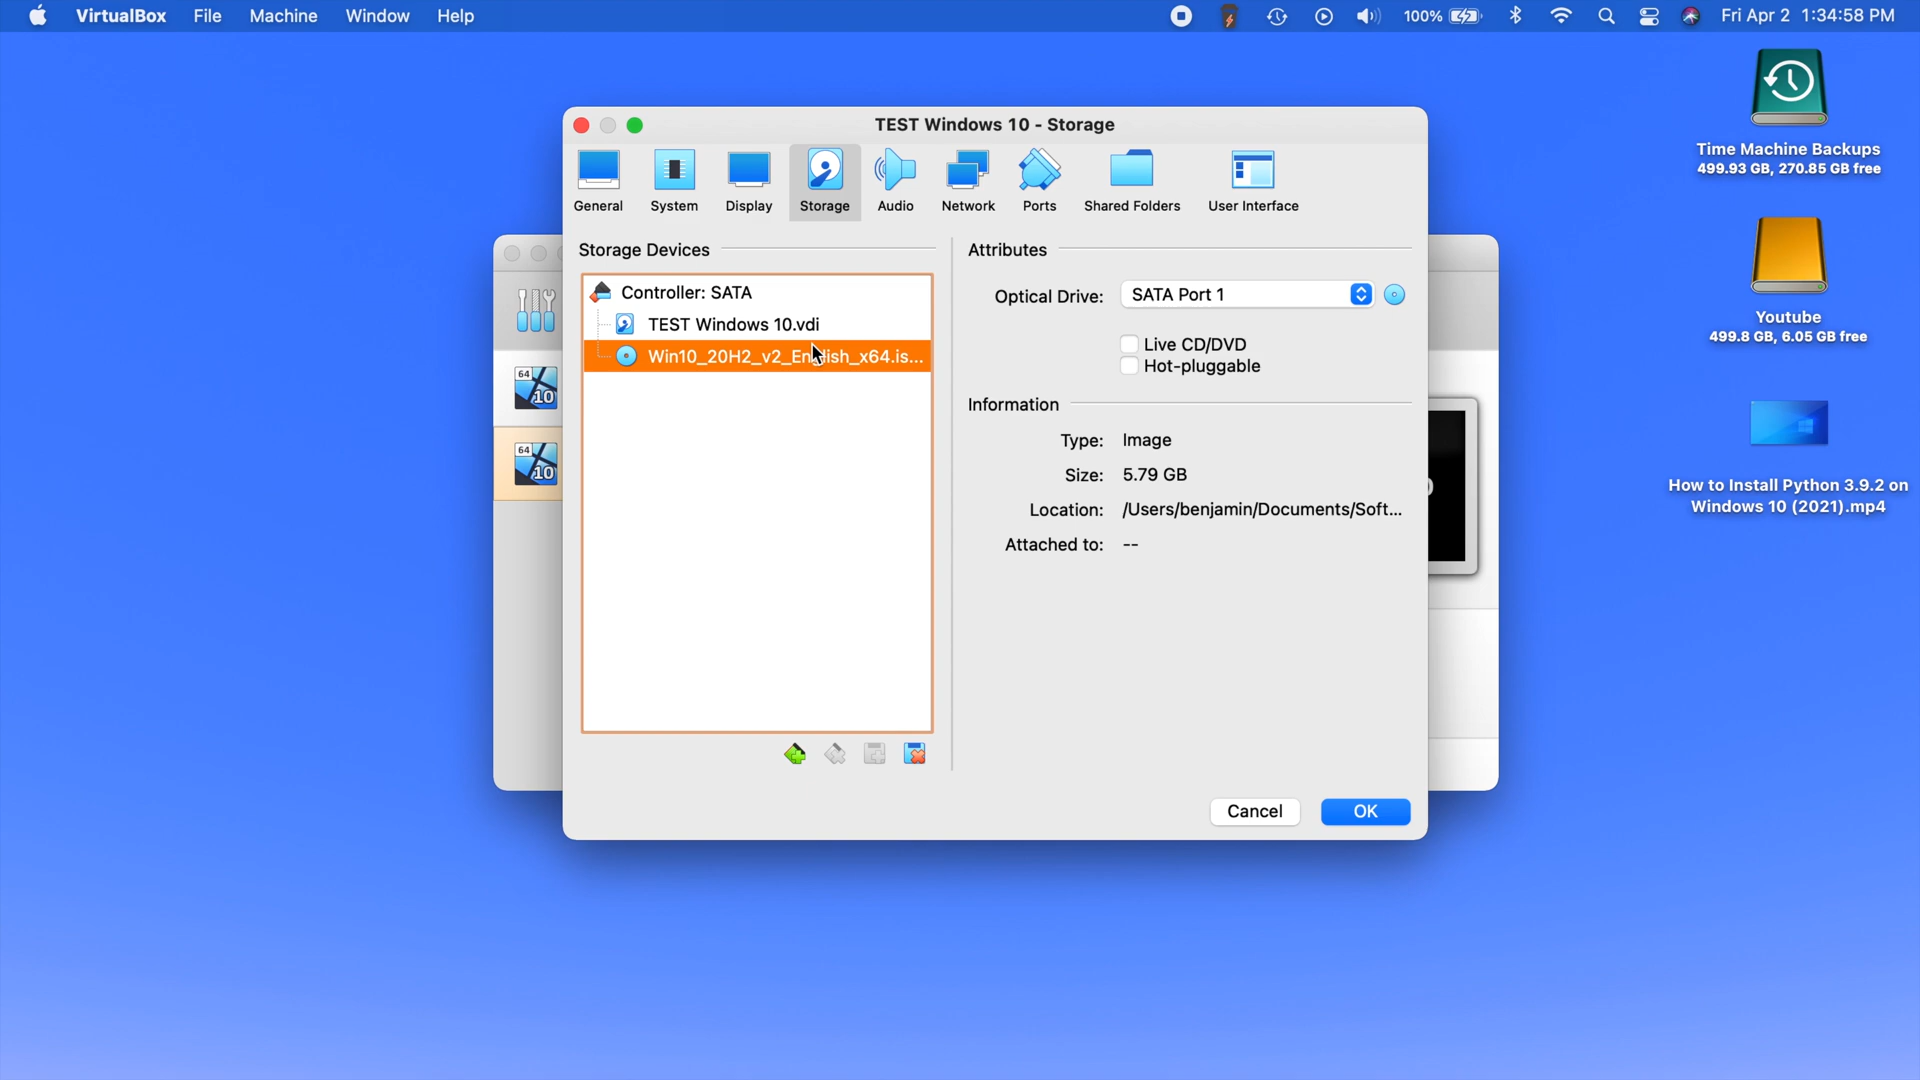 VirtualBox File Machine Window Help 100% Fri Apr 2 1:34:58 PM
Time Machine Backups
499.93 GB, 270.85 GB free
Youtube
499.8 GB, 6.05 GB free
How to Install Python 3.9.2 on
Windows 10 (2021).mp4
TEST Windows 10 - Storage
General System Display Storage Audio Network Ports Shared Folders User Interface
Storage Devices
Controller: SATA
TEST Windows 10.vdi
Win10_20H2_v2_English_x64.is...
Attributes
Optical Drive: SATA Port 1
Live CD/DVD
Hot-pluggable
Information
Type: Image
Size: 5.79 GB
Location: /Users/benjamin/Documents/Soft...
Attached to: --
Cancel OK
64
10
64
10